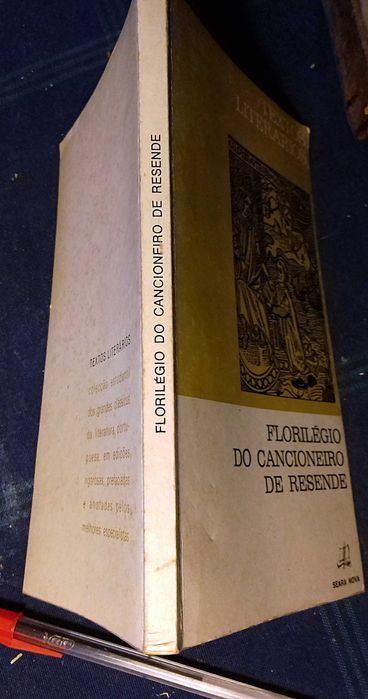 TEXTOS
LITERÁRIOS
FLORILÉGIO
DO CANCIONEIRO
DE RESENDE
SEARA NOVA
FLORILÉGIO DO CANCIONEIRO DE RESENDE
TEXTOS LITERÁRIOS
colecção estudantil
dos grandes clássicos
da literatura portu-
guesa, em edições
rigorosas, prefaciadas
e anotadas pelos
melhores especialistas